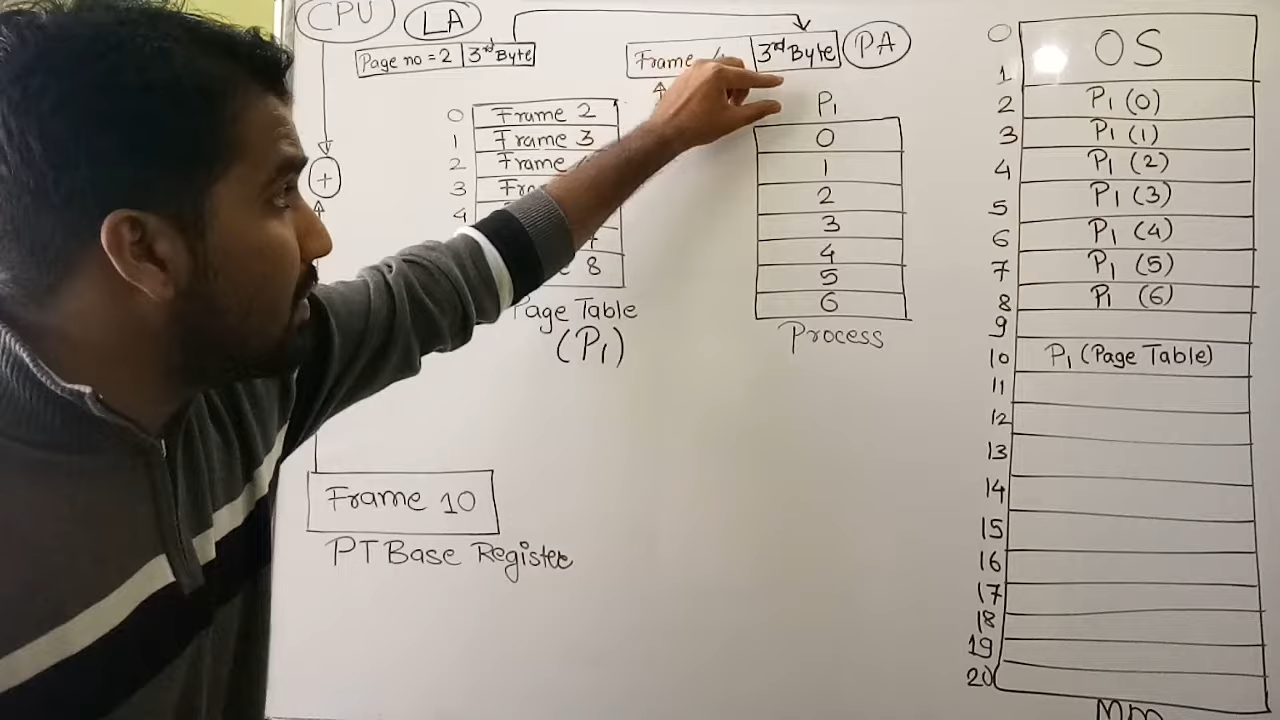 CPU
LA
Page no = 2 3rd Byte
Frame 3rd Byte
PA
0 Frame 2
1 Frame 3
2 Frame
3
4
8
Page Table
(P1)
P1
0
1
2
3
4
5
6
Process
+
Frame 10
PT Base Register
0 OS
1
2 P1 (0)
3 P1 (1)
4 P1 (2)
5 P1 (3)
6 P1 (4)
7 P1 (5)
8 P1 (6)
9
10 P1 (Page Table)
11
12
13
14
15
16
17
18
19
20
MM